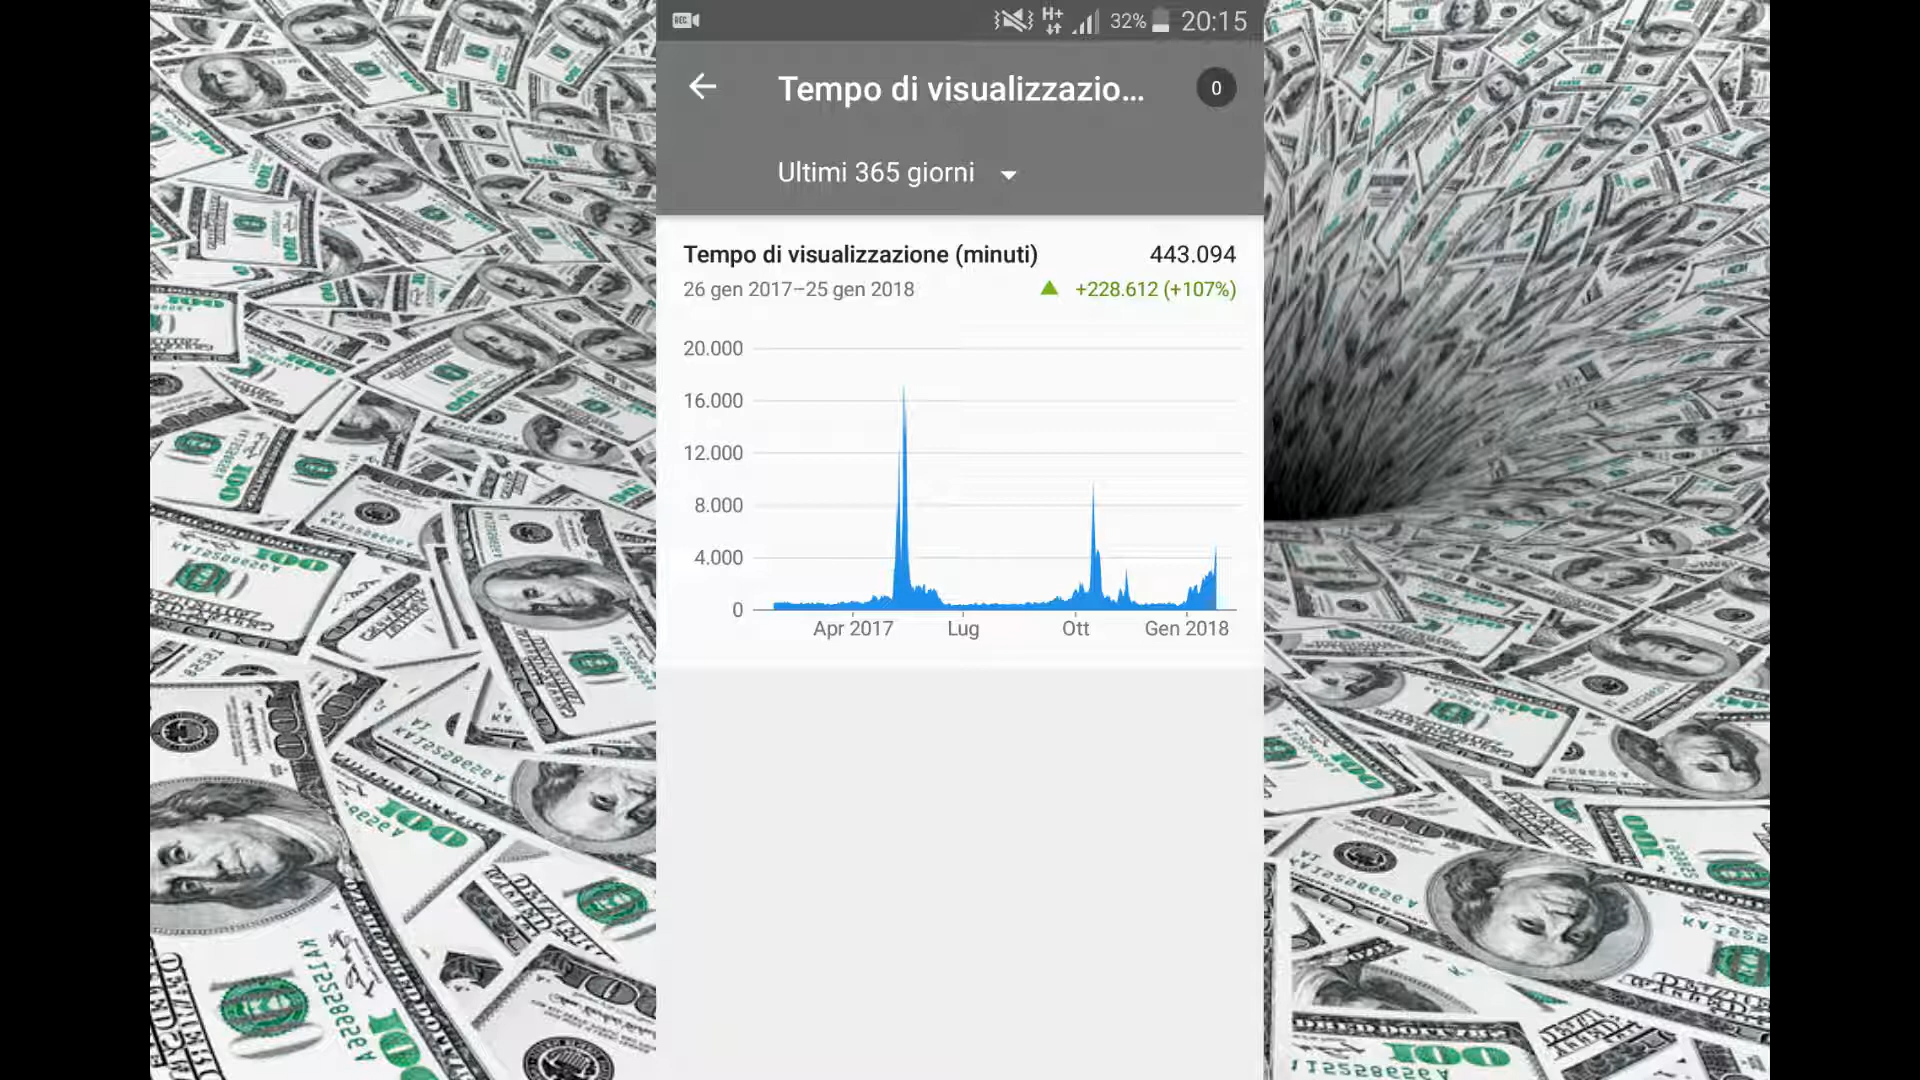 REC H+ 32% 20:15
Tempo di visualizzazio... 0
Ultimi 365 giorni
Tempo di visualizzazione (minuti) 443.094
26 gen 2017–25 gen 2018 +228.612 (+107%)
20.000
16.000
12.000
8.000
4.000
0
Apr 2017 Lug Ott Gen 2018